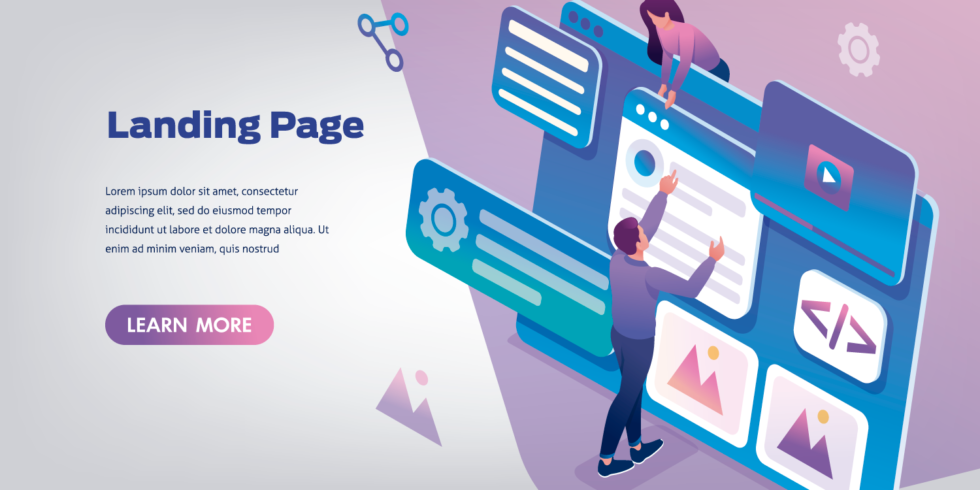 Landing Page
Lorem ipsum dolor sit amet, consectetur
adipiscing elit, sed do eiusmod tempor
incididunt ut labore et dolore magna aliqua. Ut
enim ad minim veniam, quis nostrud
LEARN MORE
</>